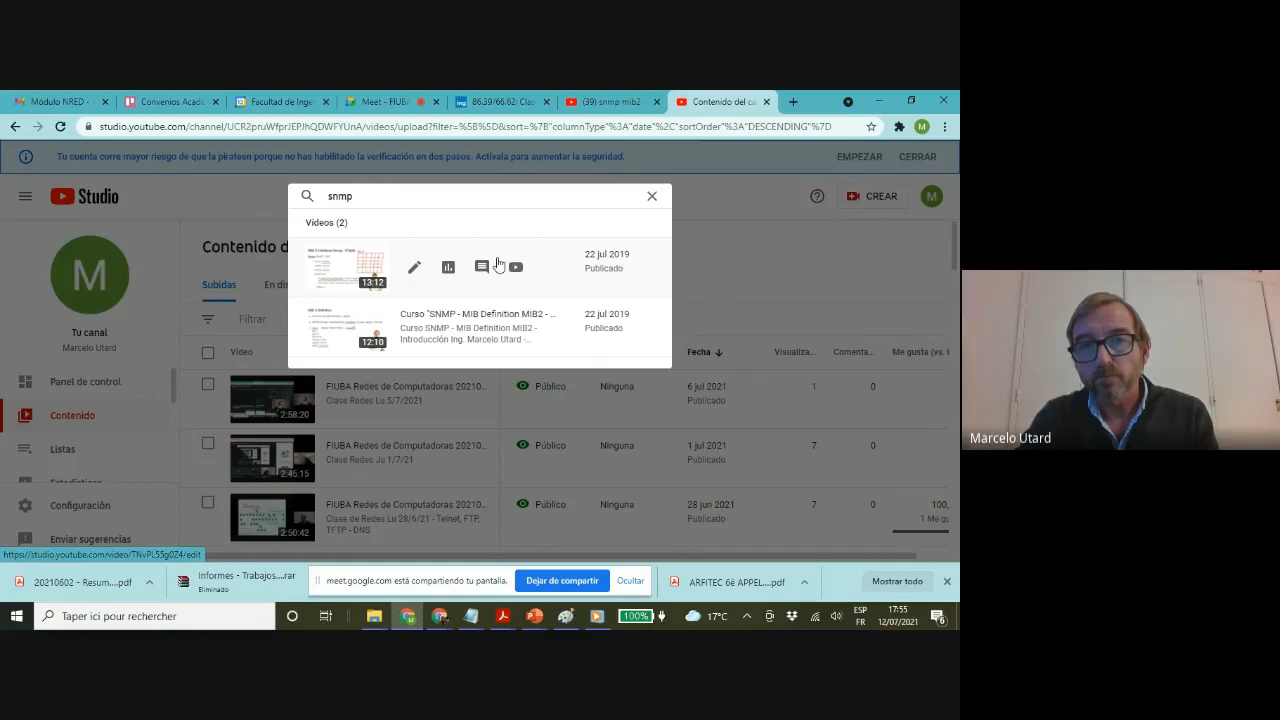 Módulo NRED -
Convenios Acad
Facultad de Inge
Meet - FIUBA
86.39/66.62: Clas
(39) snmp mib2 -
Contenido del ca
studio.youtube.com/channel/UCR2pruWfprJEPJhQDWFYUnA/videos/upload?filter=%5B%5D&sort=%7B"columnType"%3A"date"%2C"sortOrder"%3A"DESCENDING"%7D
Tu cuenta corre mayor riesgo de que la pirateen porque no has habilitado la verificación en dos pasos. Actívala para aumentar la seguridad.
EMPEZAR
CERRAR
Studio
snmp
CREAR
M
Vídeos (2)
Contenido d
22 jul 2019
Publicado
13:12
Subidas
En di
Curso "SNMP - MIB Definition MIB2 - ...
Curso SNMP - MIB Definition MIB2 -
Introducción Ing. Marcelo Utard -...
22 jul 2019
Publicado
12:10
M
Tu canal
Marcelo Utard
Filtrar
Vídeo
Fecha
Visualiza...
Comenta...
Me gusta (vs. l
Panel de control
Contenido
Listas
Configuración
Enviar sugerencias
FIUBA Redes de Computadoras 20210...
Clase Redes Lu 5/7/2021
2:58:20
Público
Ninguna
6 jul 2021
Publicado
1
0
FIUBA Redes de Computadoras 20210...
Clase Redes Ju 1/7/21
2:45:15
Público
Ninguna
1 jul 2021
Publicado
7
0
FIUBA Redes de Computadoras 20210...
Clase de Redes Lu 28/6/21 - Telnet, FTP,
TFTP - DNS
2:50:42
Público
Ninguna
28 jun 2021
Publicado
7
0
100,
1 Me gu
https://studio.youtube.com/video/TNvPL55g0Z4/edit
20210602 - Resum....pdf
Informes - Trabajos....rar
Eliminado
meet.google.com está compartiendo tu pantalla.
Dejar de compartir
Ocultar
ARFITEC 6è APPEL....pdf
Mostrar todo
Taper ici pour rechercher
100%
17°C
ESP
FR
17:55
12/07/2021
6
Marcelo Utard